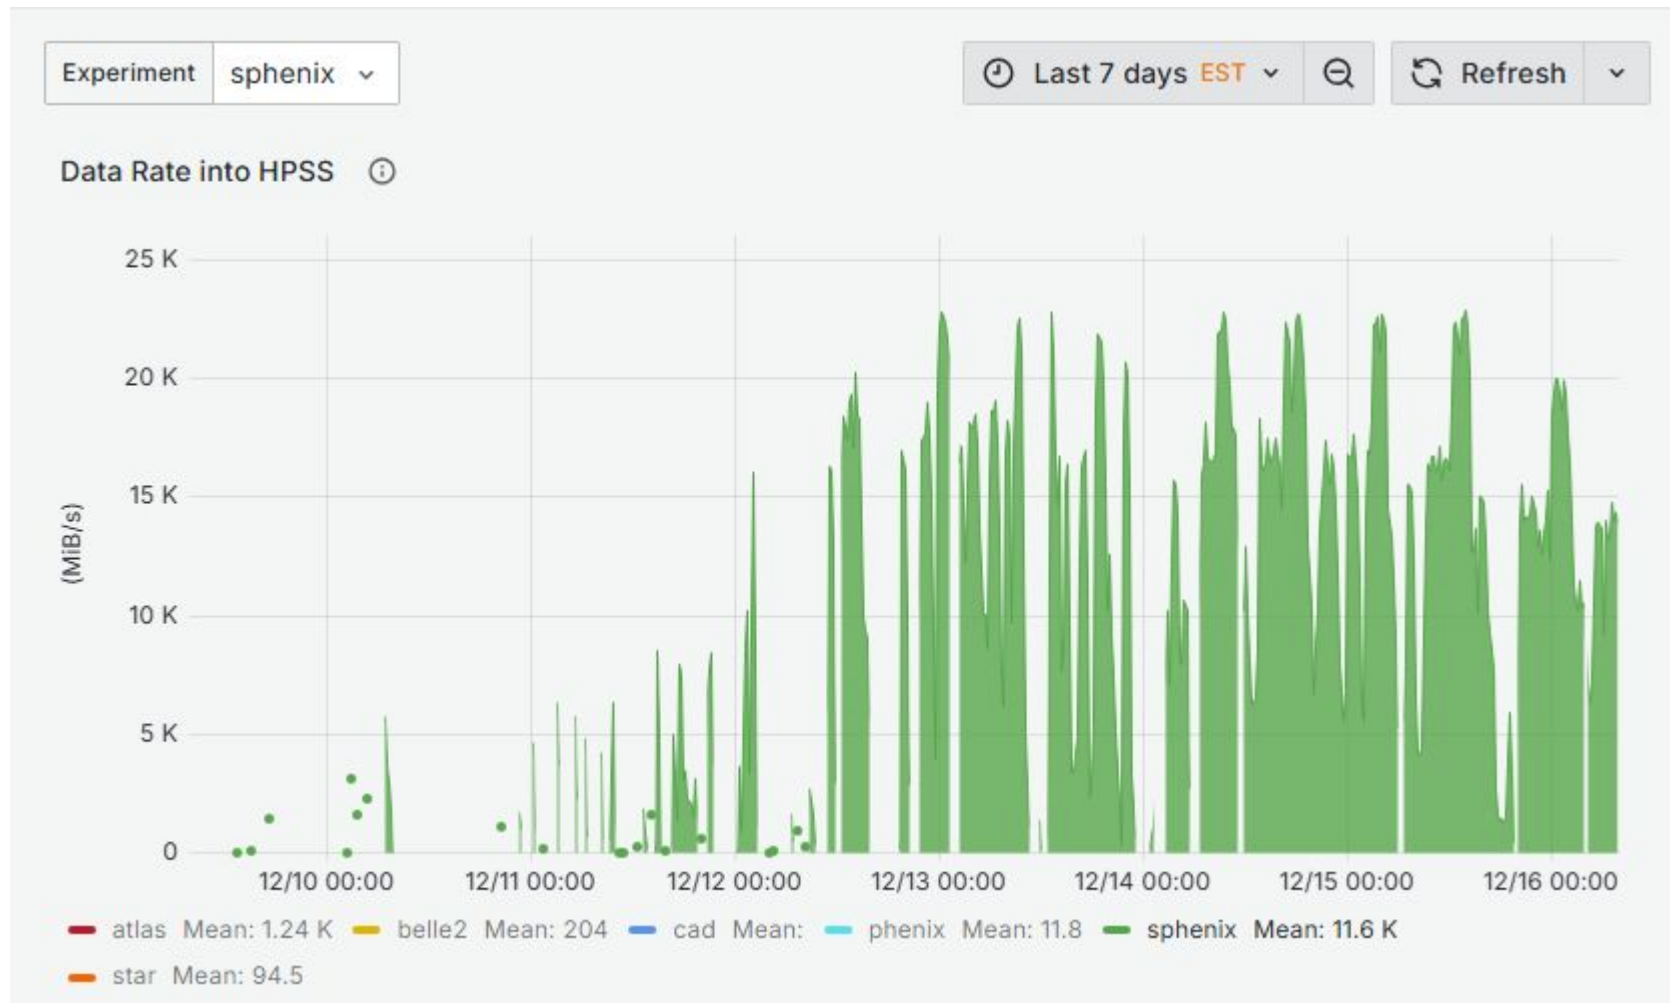 Experiment sphenix Last 7 days EST Refresh
Data Rate into HPSS
25 K
20 K
15 K
10 K
5 K
0
(MiB/s)
12/10 00:00 12/11 00:00 12/12 00:00 12/13 00:00 12/14 00:00 12/15 00:00 12/16 00:00
atlas Mean: 1.24 K belle2 Mean: 204 cad Mean: phenix Mean: 11.8 sphenix Mean: 11.6 K
star Mean: 94.5